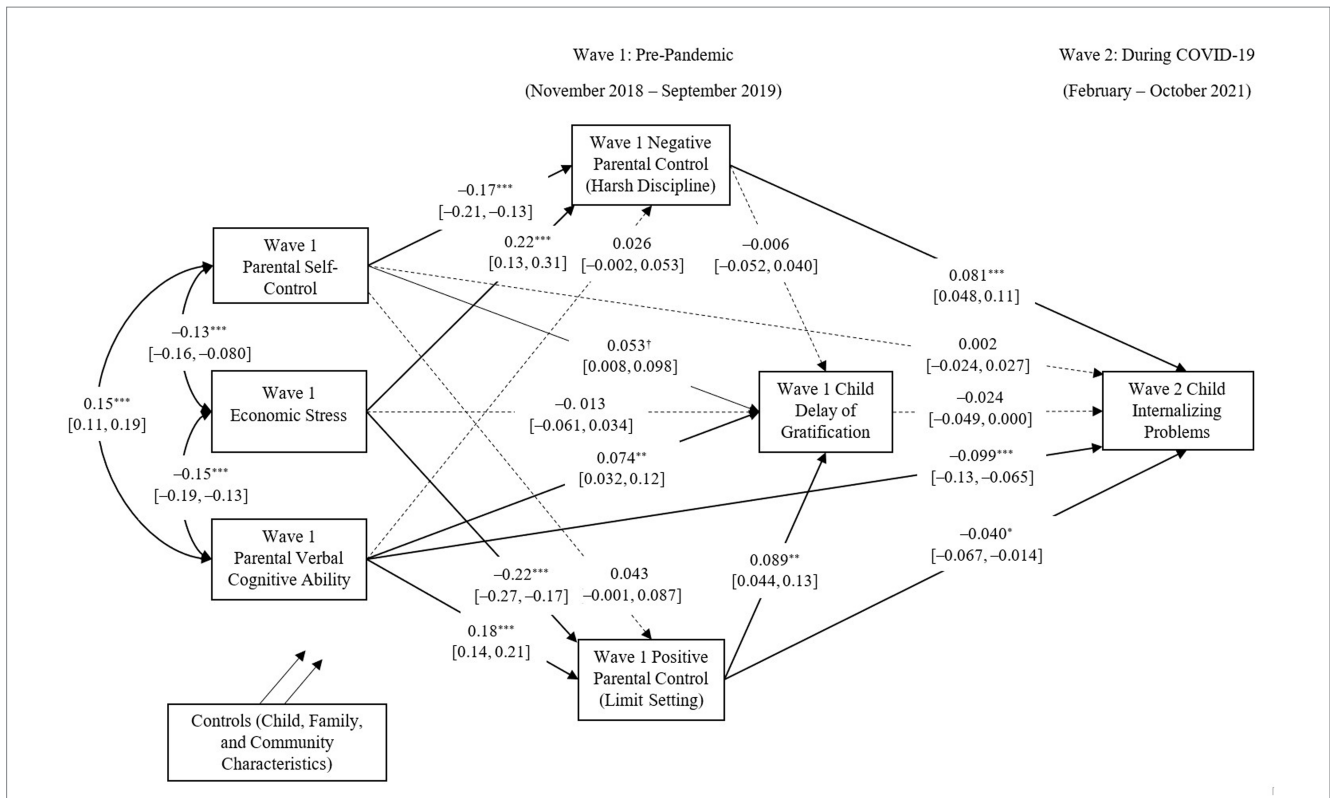 Wave 1: Pre-Pandemic
(November 2018 – September 2019)
Wave 2: During COVID-19
(February – October 2021)
Wave 1 Negative
Parental Control
(Harsh Discipline)
–0.17***
[–0.21, –0.13]
0.22***
[0.13, 0.31]
0.026
[–0.002, 0.053]
–0.006
[–0.052, 0.040]
Wave 1
Parental Self-
Control
0.081***
[0.048, 0.11]
–0.13***
[–0.16, –0.080]
0.053†
[0.008, 0.098]
0.002
[–0.024, 0.027]
0.15***
[0.11, 0.19]
Wave 1
Economic Stress
–0.013
[–0.061, 0.034]
Wave 1 Child
Delay of
Gratification
–0.024
[–0.049, 0.000]
Wave 2 Child
Internalizing
Problems
–0.15***
[–0.19, –0.13]
0.074**
[0.032, 0.12]
–0.099***
[–0.13, –0.065]
Wave 1
Parental Verbal
Cognitive Ability
–0.22***
[–0.27, –0.17]
0.043
–0.001, 0.087]
0.089**
[0.044, 0.13]
–0.040*
[–0.067, –0.014]
0.18***
[0.14, 0.21]
Wave 1 Positive
Parental Control
(Limit Setting)
Controls (Child, Family,
and Community
Characteristics)